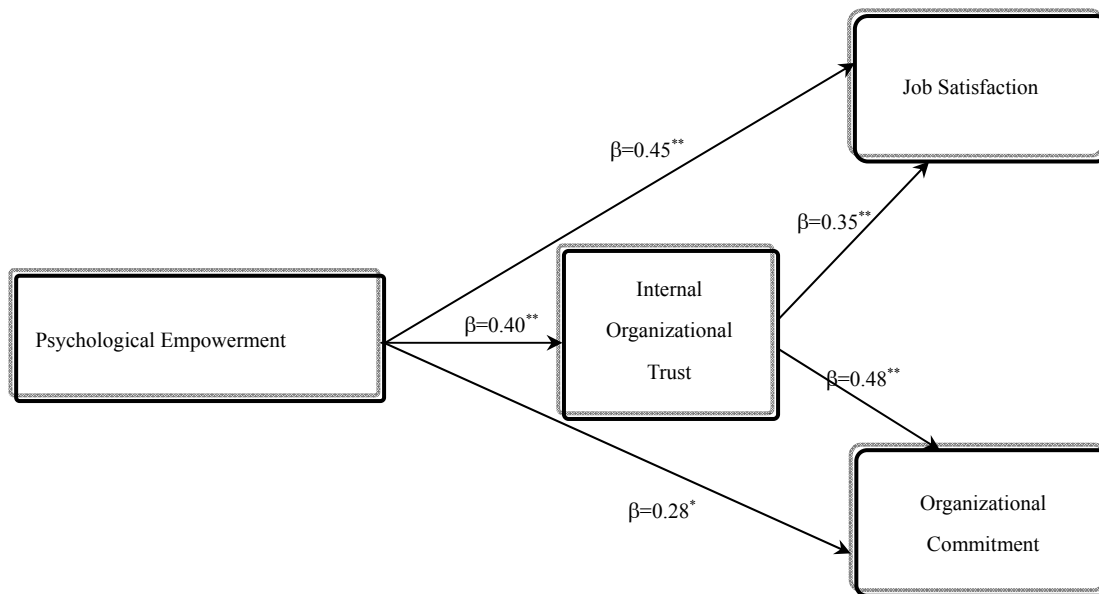 Job Satisfaction
β=0.45**
β=0.35**
Internal
Organizational
Trust
β=0.40**
Psychological Empowerment
β=0.48**
β=0.28*
Organizational
Commitment